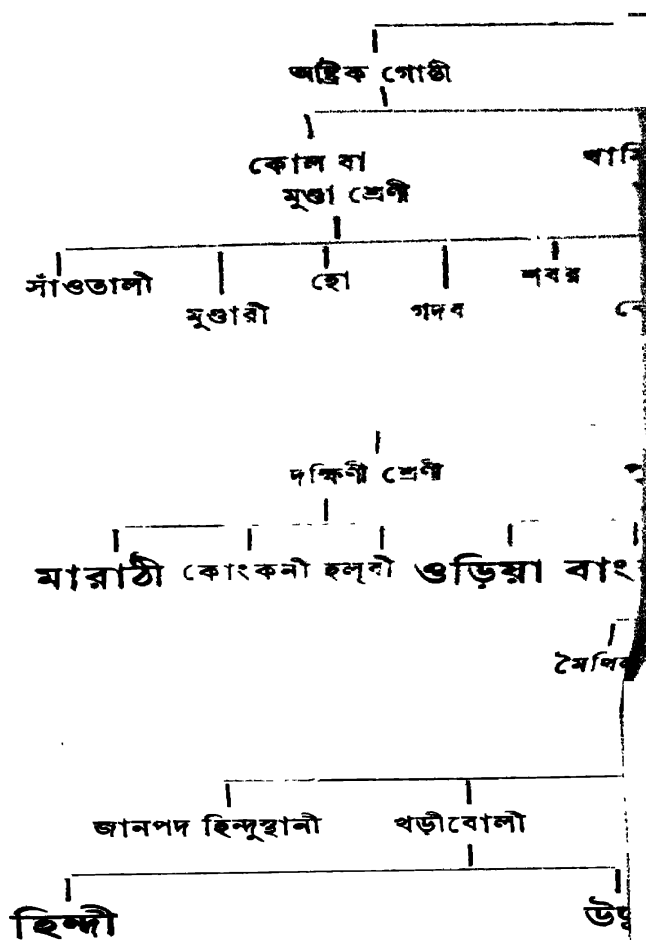 অষ্ট্রিক গোষ্ঠী
কোল বা
মুণ্ডা শ্রেণী
সাঁওতালী
হো
শবর
মুণ্ডারী
গদব
দক্ষিণী শ্রেণী
মারাঠী কোংকনী হল্‌বী ওড়িয়া বাং
জানপদ হিন্দুস্থানী খড়ীবোলী
হিন্দী